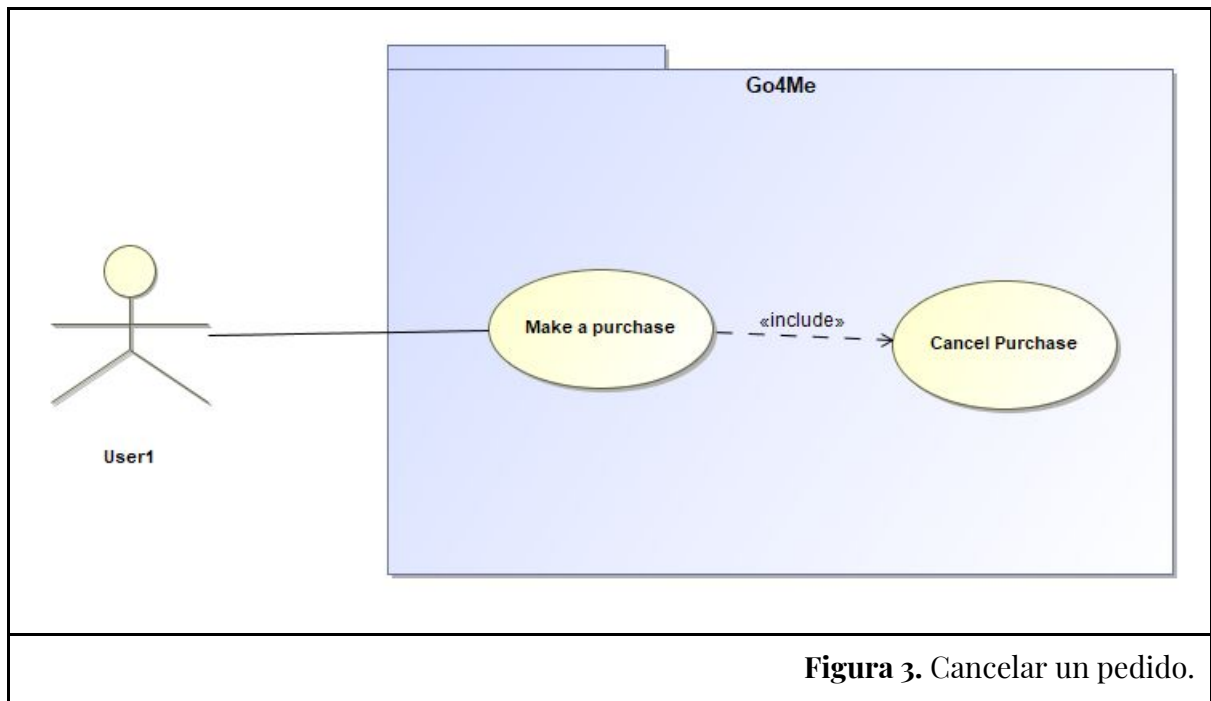 Go4Me
Make a purchase
«include»
Cancel Purchase
User1
Figura 3. Cancelar un pedido.